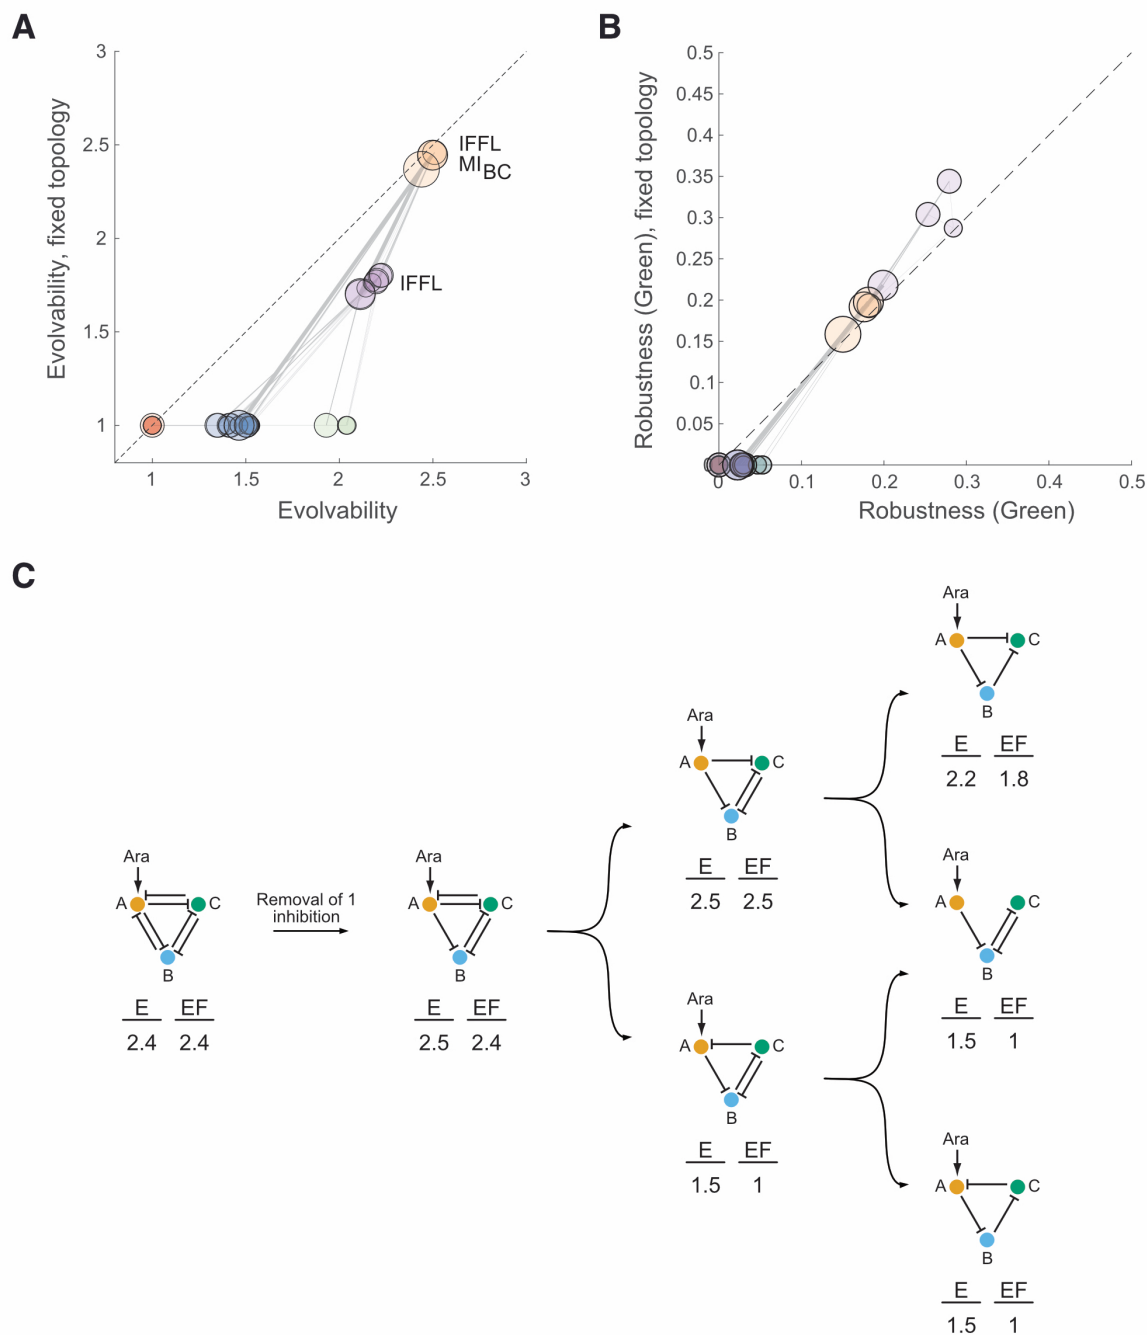 A
Evolvability, fixed topology
3
2.5
2
1.5
1
1
1.5
2
2.5
3
Evolvability
IFFL
MIBC
IFFL
B
Robustness (Green), fixed topology
0.5
0.45
0.4
0.35
0.3
0.25
0.2
0.15
0.1
0.05
0
0.1
0.2
0.3
0.4
0.5
Robustness (Green)
C
Ara
A
C
B
E EF
2.4 2.4
Removal of 1
inhibition
Ara
A
C
B
E EF
2.5 2.4
Ara
A
C
B
E EF
2.5 2.5
Ara
A
C
B
E EF
1.5 1
Ara
A
C
B
E EF
2.2 1.8
Ara
A
C
B
E EF
1.5 1
Ara
A
C
B
E EF
1.5 1